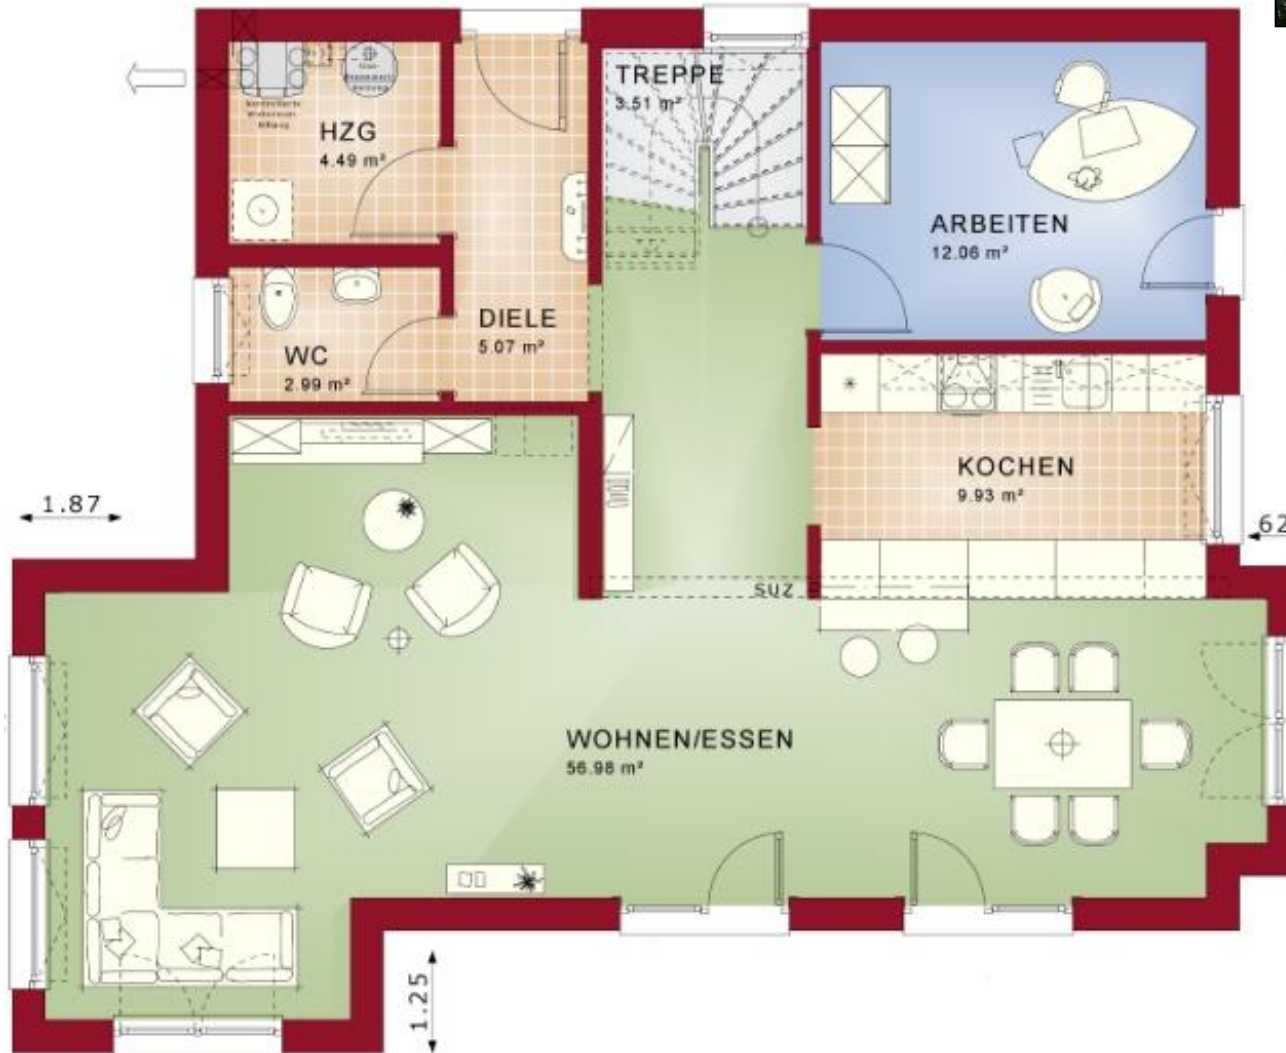 TREPPE
3.51 m²
HZG
4.49 m²
ARBEITEN
12.06 m²
DIELE
5.07 m²
WC
2.99 m²
KOCHEN
9.93 m²
1.87
62
SUZ
WOHNEN/ESSEN
56.98 m²
1.25